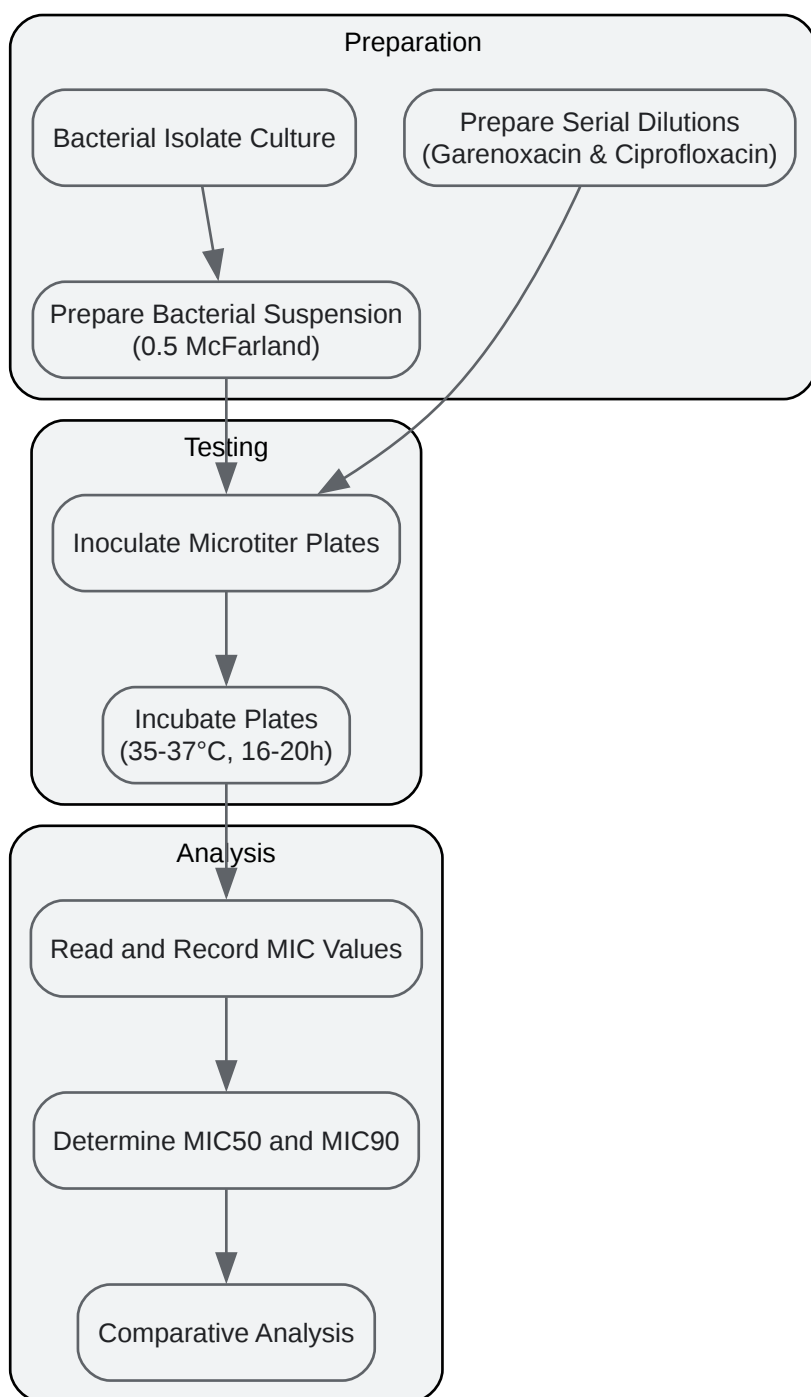 Preparation
Bacterial Isolate Culture
Prepare Serial Dilutions
(Garenoxacin & Ciprofloxacin)
Prepare Bacterial Suspension
(0.5 McFarland)
Testing
Inoculate Microtiter Plates
Incubate Plates
(35-37°C, 16-20h)
Analysis
Read and Record MIC Values
Determine MIC50 and MIC90
Comparative Analysis